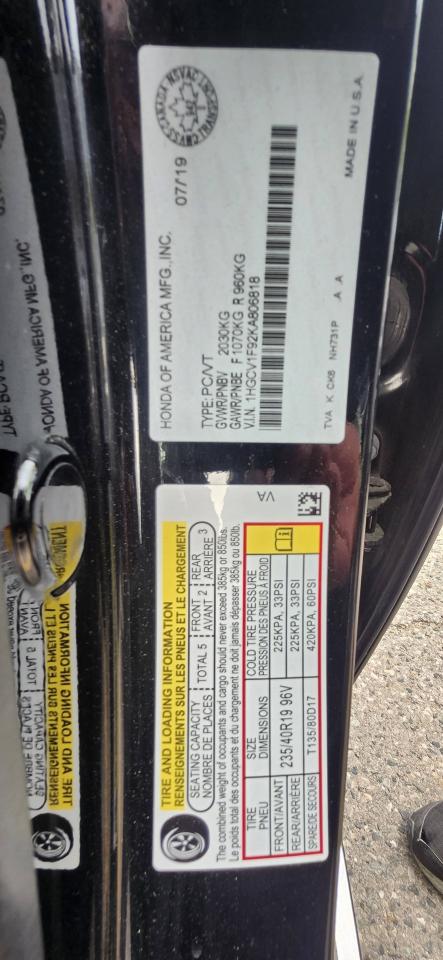 HONDA OF AMERICA MFG.,INC. 07/19
TYPE:PC/VT
GVWR/PNBV 2030KG
GAWR/PNBE F 1070KG R 960KG
V.I.N. 1HGCV1F92KA806818
TVA K CK8 NH731P A A MADE IN U.S.A.
TIRE AND LOADING INFORMATION
RENSEIGNEMENTS SUR LES PNEUS ET LE CHARGEMENT
SEATING CAPACITY TOTAL 5 FRONT 2 REAR 3
NOMBRE DE PLACES AVANT ARRIÈRE
The combined weight of occupants and cargo should never exceed 385kg or 850lbs.
Le poids total des occupants et du chargement ne doit jamais dépasser 385kg ou 850lb.
TIRE SIZE COLD TIRE PRESSURE
PNEU DIMENSIONS PRESSION DES PNEUS À FROID
FRONT/AVANT 235/40R19 96V 225KPA, 33PSI
REAR/ARRIÈRE 225KPA, 33PSI
SPARE/DE SECOURS T135/80D17 420KPA, 60PSI
VA